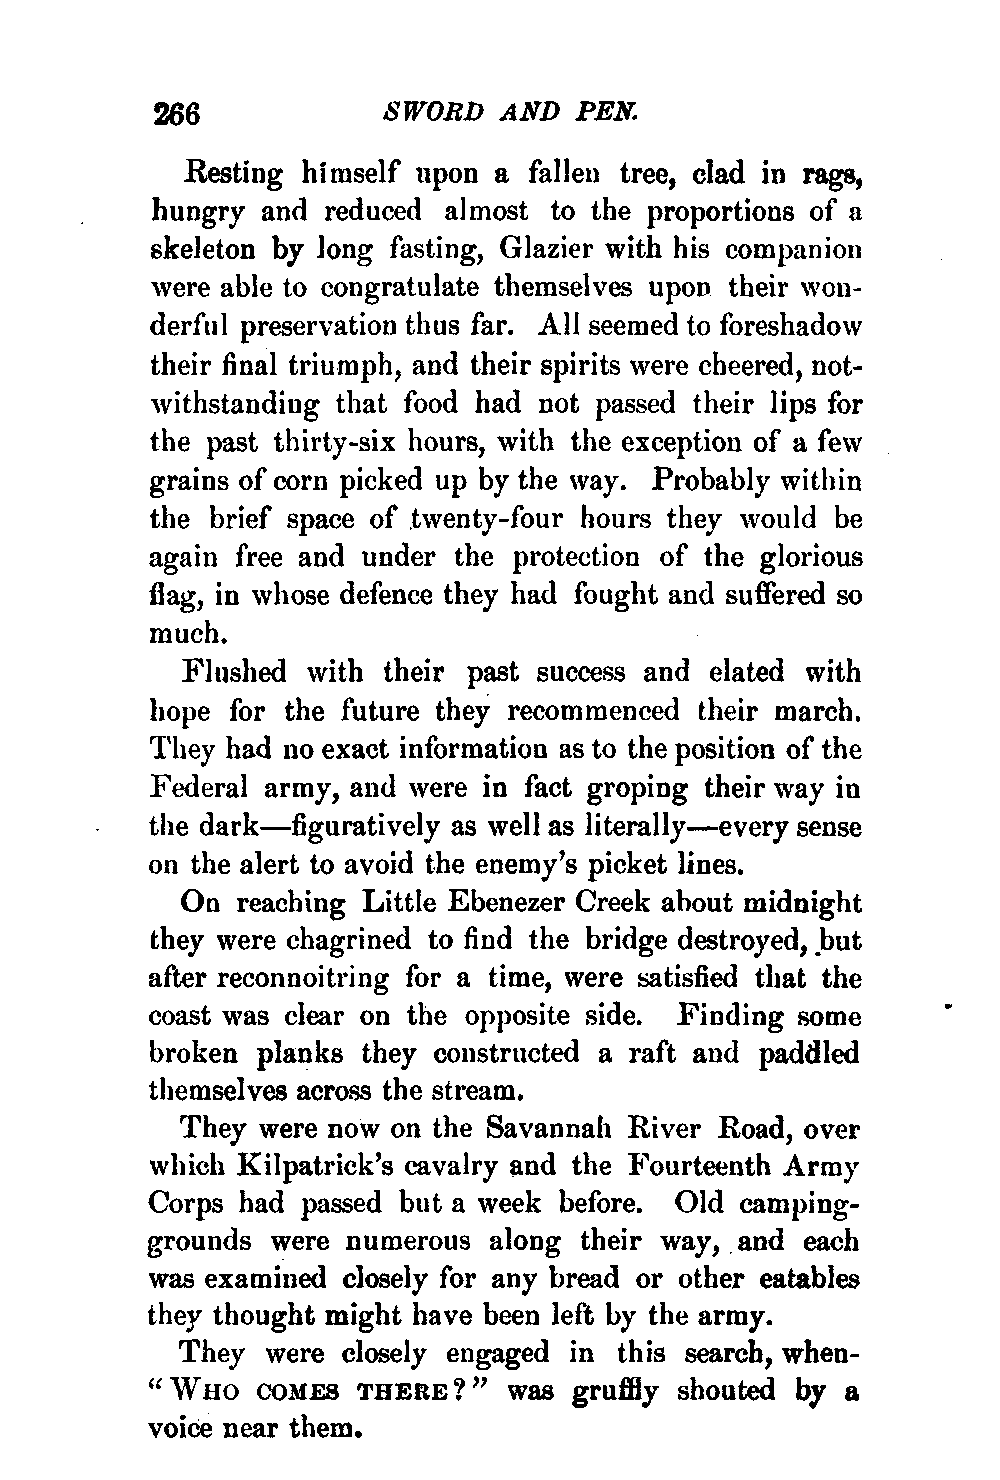 266 SWORD AND PEN.
Resting himself upon a fallen tree, clad in rags,
hungry and reduced almost to the proportions of a
skeleton by long fasting, Glazier with his companion
were able to congratulate themselves upon their won-
derful preservation thus far. All seemed to foreshadow
their final triumph, and their spirits were cheered, not-
withstanding that food had not passed their lips for
the past thirty-six hours, with the exception of a few
grains of corn picked up by the way. Probably within
the brief space of twenty-four hours they would be
again free and under the protection of the glorious
flag, in whose defence they had fought and suffered so
much.
Flushed with their past success and elated with
hope for the future they recommenced their march.
They had no exact information as to the position of the
Federal army, and were in fact groping their way in
the dark—figuratively as well as literally—every sense
on the alert to avoid the enemy's picket lines.
On reaching Little Ebenezer Creek about midnight
they were chagrined to find the bridge destroyed, but
after reconnoitring for a time, were satisfied that the
coast was clear on the opposite side. Finding some
broken planks they constructed a raft and paddled
themselves across the stream.
They were now on the Savannah River Road, over
which Kilpatrick's cavalry and the Fourteenth Army
Corps had passed but a week before. Old camping-
grounds were numerous along their way, and each
was examined closely for any bread or other eatables
they thought might have been left by the army.
They were closely engaged in this search, when-
"WHO COMES THERE?" was gruffly shouted by a
voice near them.